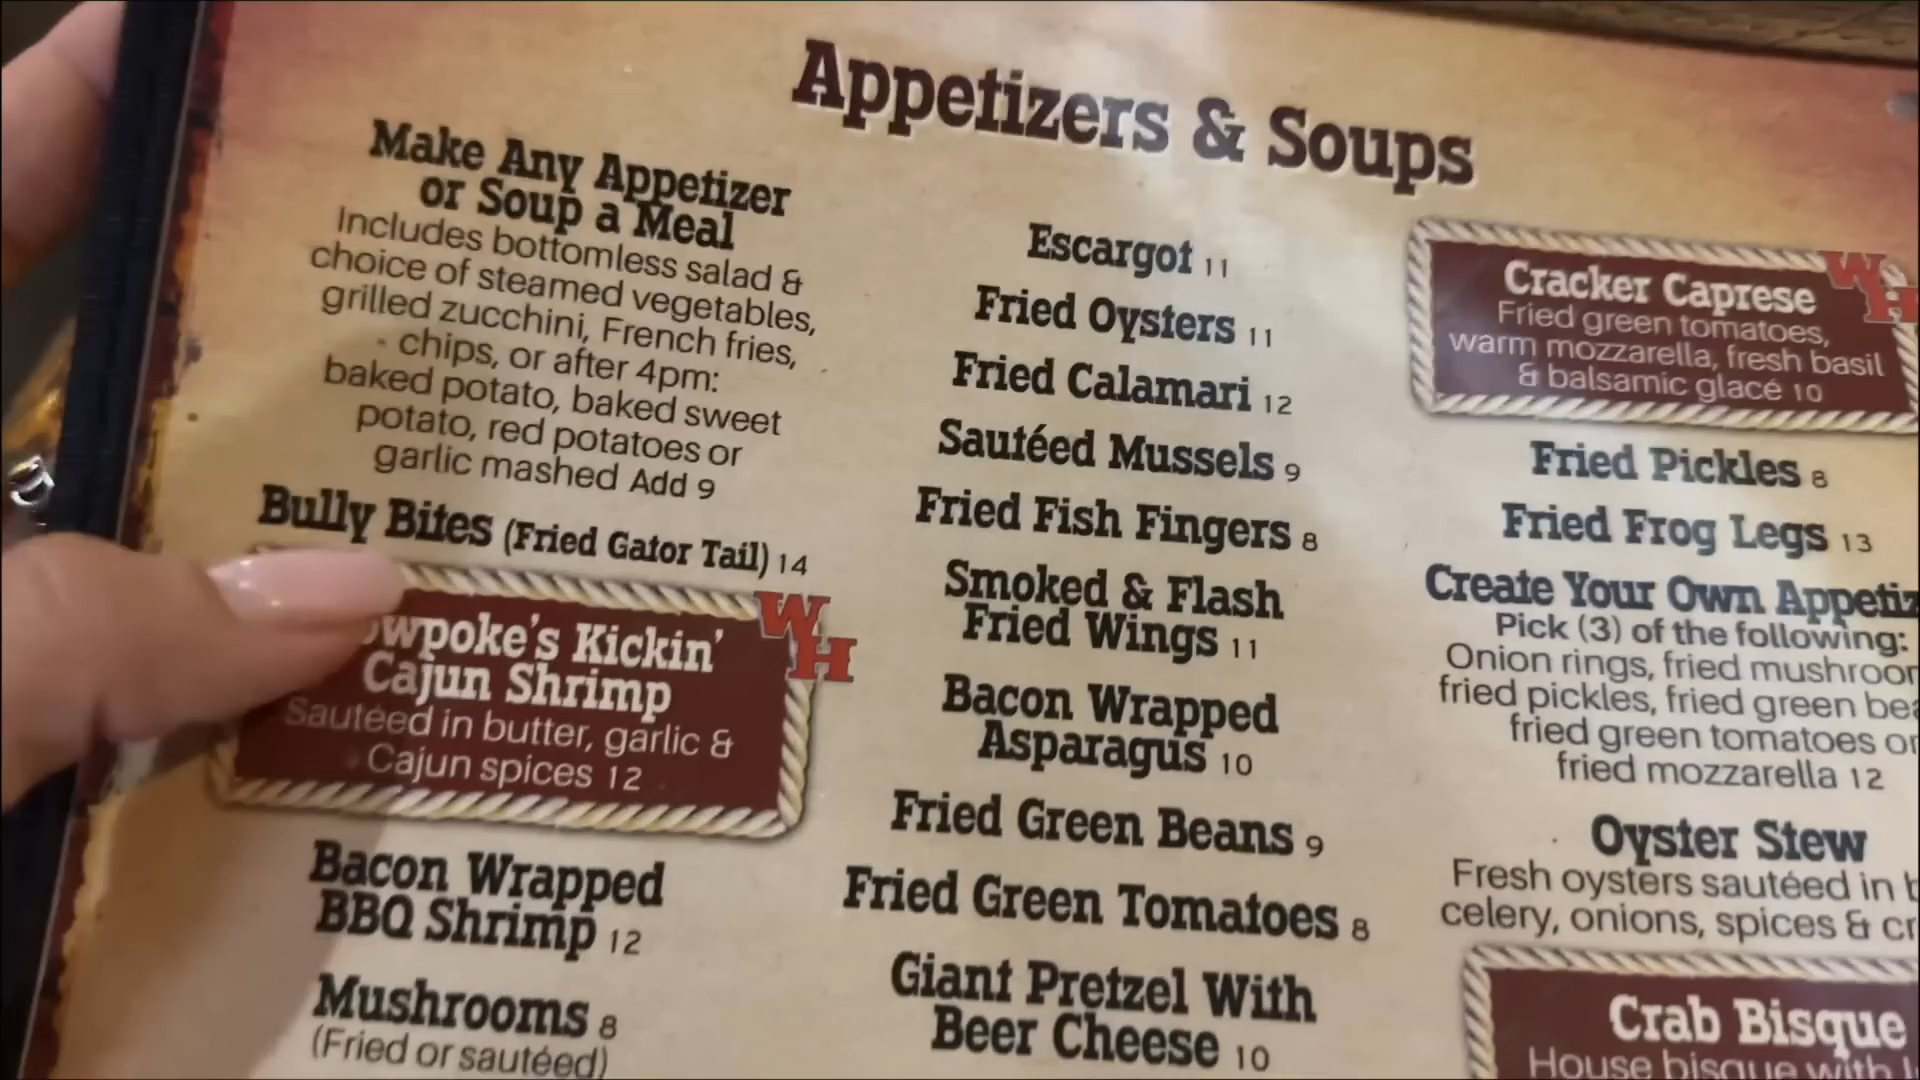 Appetizers & Soups
Make Any Appetizer
or Soup a Meal
Includes bottomless salad &
choice of steamed vegetables,
grilled zucchini, French fries,
chips, or after 4pm:
baked potato, baked sweet
potato, red potatoes or
garlic mashed Add 9
Bully Bites (Fried Gator Tail) 14
WH
Kickin'
Cajun Shrimp
Sautéed in butter, garlic &
Cajun spices 12
Bacon Wrapped
BBQ Shrimp 12
Mushrooms 8
(Fried or sautéed)
Escargot 11
Fried Oysters 11
Fried Calamari 12
Sautéed Mussels 9
Fried Fish Fingers 8
Smoked & Flash
Fried Wings 11
Bacon Wrapped
Asparagus 10
Fried Green Beans 9
Fried Green Tomatoes 8
Giant Pretzel With
Beer Cheese 10
Cracker Caprese
WH
Fried green tomatoes,
warm mozzarella, fresh basil
& balsamic glacé 10
Fried Pickles 8
Fried Frog Legs 13
Create Your Own
Pick (3) of the following:
Onion rings, fried
fried pickles, fried green
fried green tomatoes or
fried mozzarella 12
Oyster Stew
Fresh oysters sautéed in
celery, onions, spices &
Crab Bisque
House bisque with